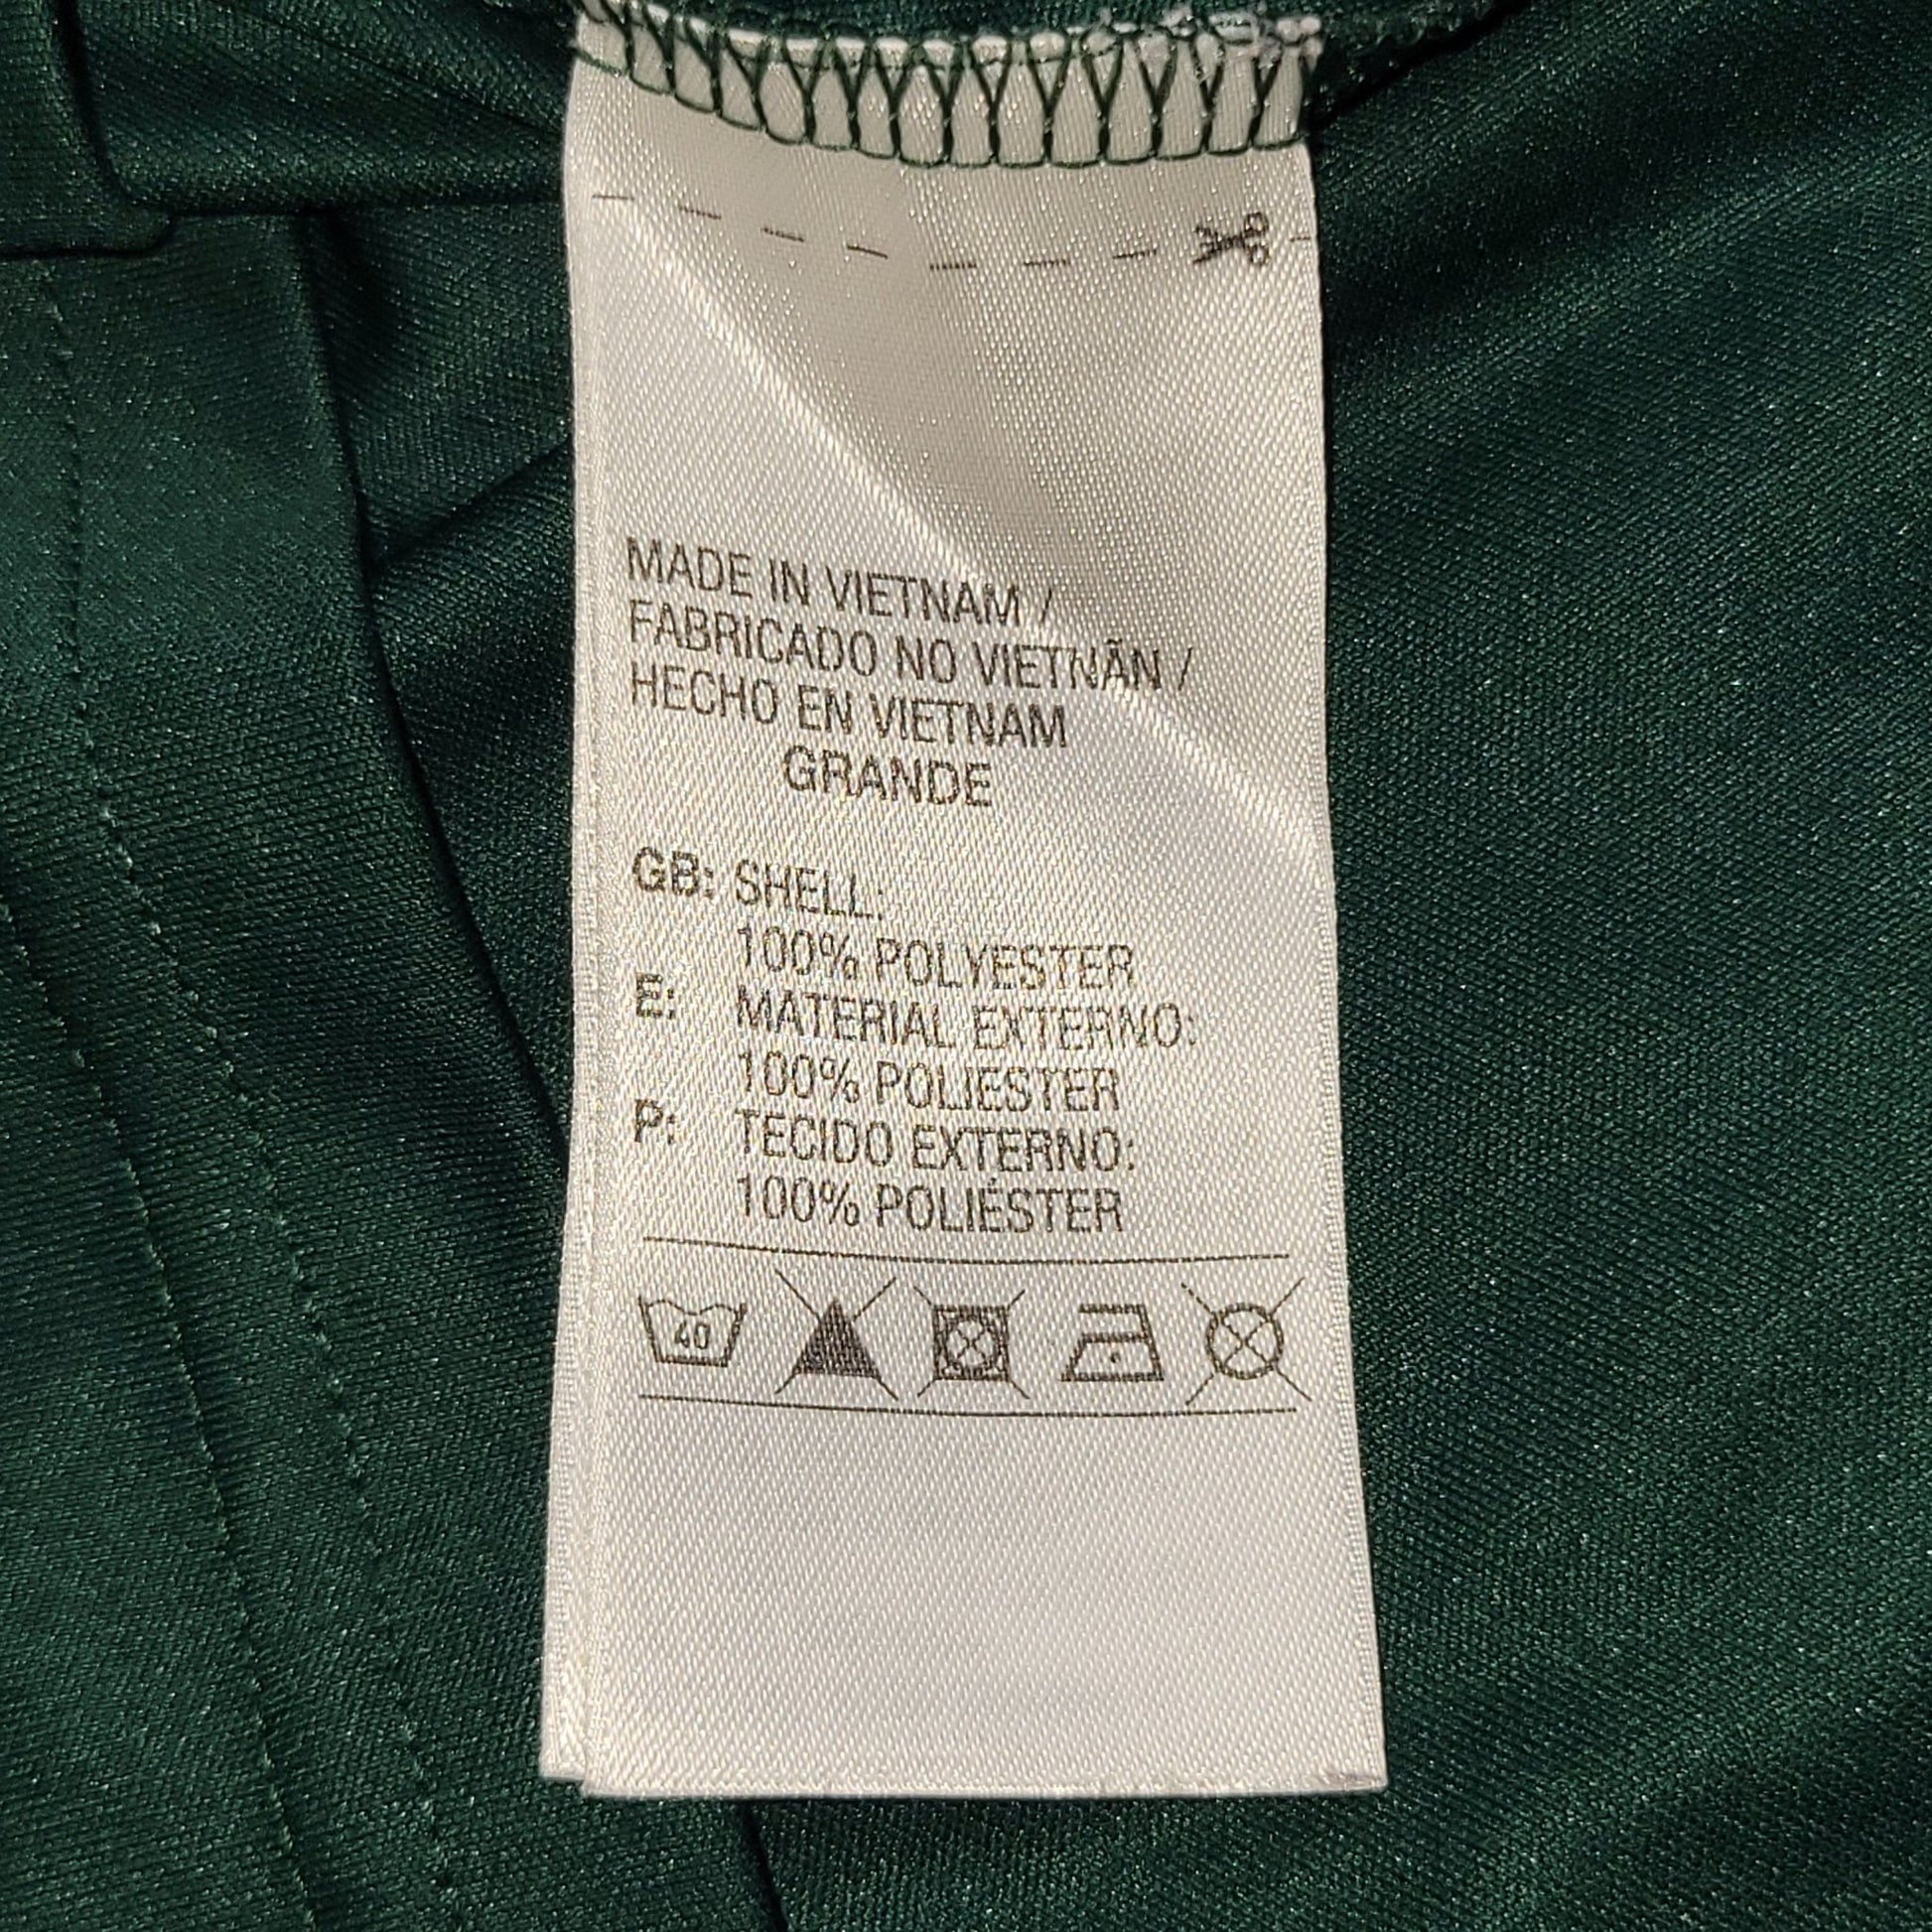 MADE IN VIETNAM /
FABRICADO NO VIETNÃN /
HECHO EN VIETNAM
GRANDE
GB: SHELL:
100% POLYESTER
E: MATERIAL EXTERNO:
100% POLIESTER
P: TECIDO EXTERNO:
100% POLIÉSTER
40